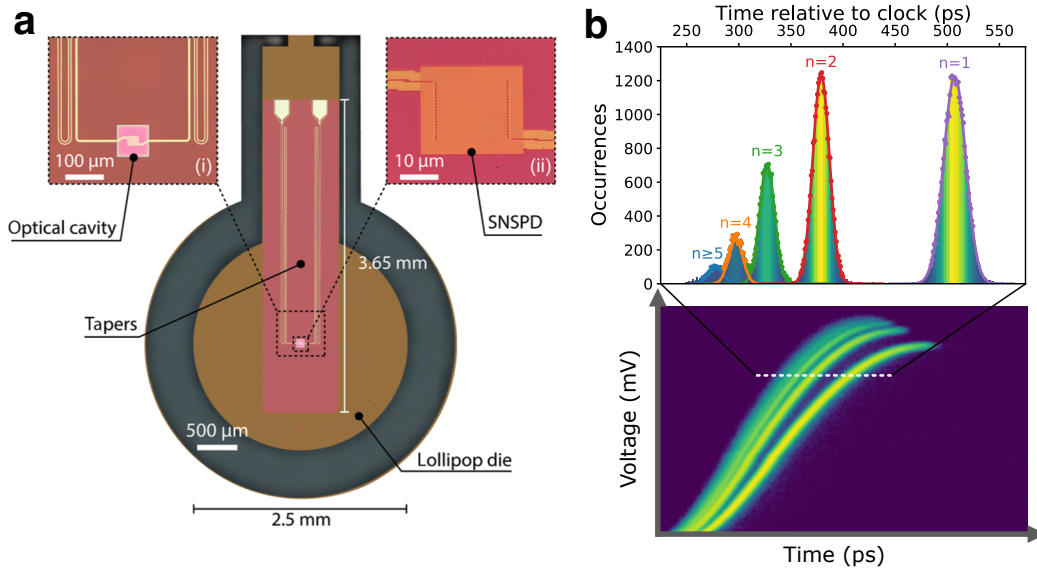 a
100 µm
(i)
10 µm
(ii)
Optical cavity
SNSPD
3.65 mm
Tapers
500 µm
Lollipop die
2.5 mm
b
Time relative to clock (ps)
250 300 350 400 450 500 550
1400
1200
1000
800
600
400
200
0
Occurrences
n=2
n=1
n=3
n=4
n≥5
Voltage (mV)
Time (ps)